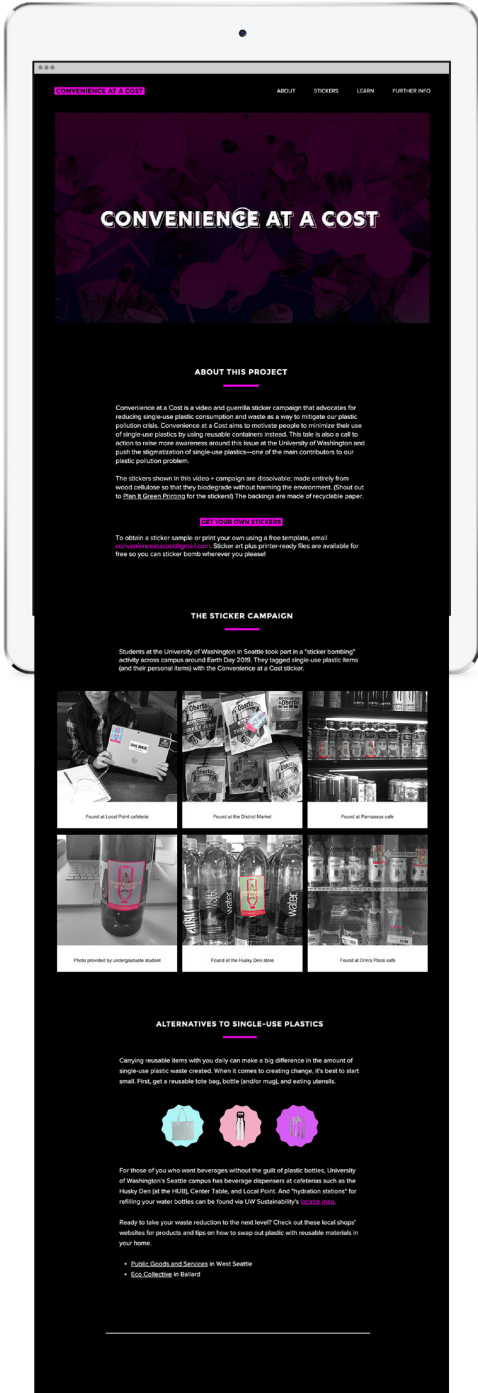 CONVENIENCE AT A COST
ABOUT STICKERS LEARN FURTHER INFO
CONVENIENCE AT A COST
ABOUT THIS PROJECT
Convenience at a Cost is a video and guerrilla sticker campaign that advocates for
reducing single-use plastic consumption and waste as a way to mitigate our plastic
pollution crisis. Convenience at a Cost aims to motivate people to minimize their use
of single-use plastics by using reusable containers instead. This tale is also a call to
action to raise more awareness around this issue at the University of Washington and
push the stigmatization of single-use plastics—one of the main contributors to our
plastic pollution problem.
The stickers shown in this video + campaign are dissolvable; made entirely from
wood cellulose so that they biodegrade without harming the environment. (Shout out
to Plan It Green Printing for the stickers!) The backings are made of recyclable paper.
GET YOUR OWN STICKERS
To obtain a sticker sample or print your own using a free template, email
convenienceatacost@gmail.com. Sticker art plus printer-ready files are available for
free so you can sticker bomb wherever you please!
THE STICKER CAMPAIGN
Students at the University of Washington in Seattle took part in a "sticker bombing"
activity across campus around Earth Day 2019. They tagged single-use plastic items
(and their personal items) with the Convenience at a Cost sticker.
Oberto
Oberto
Found at Local Point cafeteria
Found at the District Market
Found at Parnassus cafe
water
water
Photo provided by undergraduate student
Found at the Husky Den store
Found at Orin's Place cafe
ALTERNATIVES TO SINGLE-USE PLASTICS
Carrying reusable items with you daily can make a big difference in the amount of
single-use plastic waste created. When it comes to creating change, it's best to start
small. First, get a reusable tote bag, bottle (and/or mug), and eating utensils.
For those of you who want beverages without the guilt of plastic bottles, University
of Washington's Seattle campus has beverage dispensers at cafeterias such as the
Husky Den (at the HUB), Center Table, and Local Point. And "hydration stations" for
refilling your water bottles can be found via UW Sustainability's locator map.
Ready to take your waste reduction to the next level? Check out these local shops'
websites for products and tips on how to swap out plastic with reusable materials in
your home.
• Public Goods and Services in West Seattle
• Eco Collective in Ballard